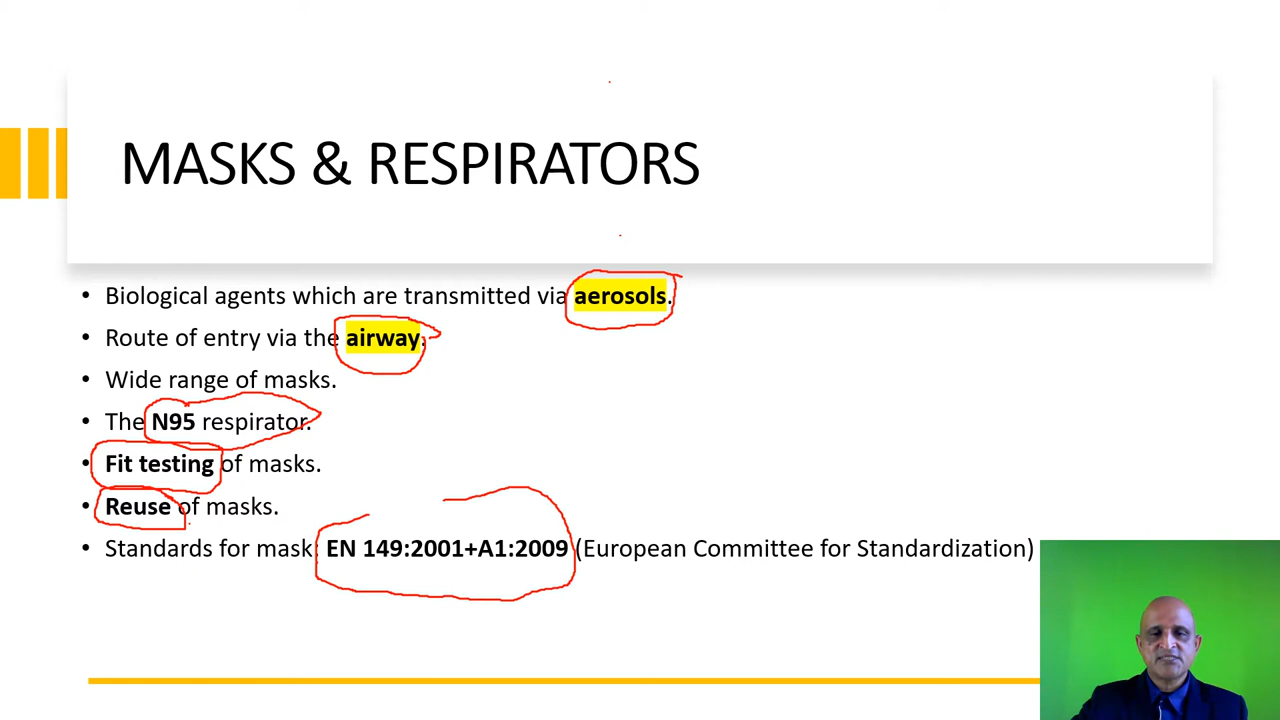 MASKS & RESPIRATORS
• Biological agents which are transmitted via aerosols.
• Route of entry via the airway.
• Wide range of masks.
• The N95 respirator.
• Fit testing of masks.
• Reuse of masks.
• Standards for mask: EN 149:2001+A1:2009 (European Committee for Standardization)